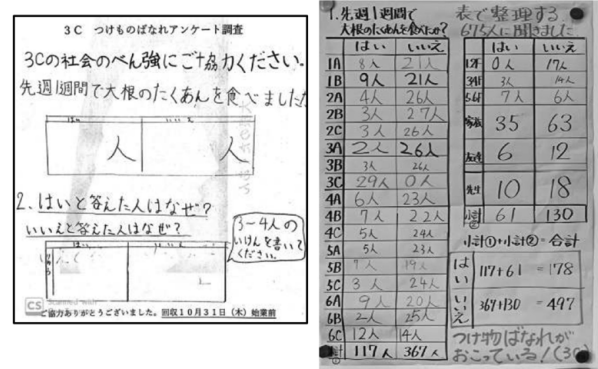 3C つけものばなれアンケート調査
3Cの社会のべん強にご協力ください。
先週1週間で大根のたくあんを食べました
はい いいえ
人 人
2. はいと答えた人はなぜ?
いいえと答えた人はなぜ?
3〜4人の
いけんを書いて
ください。
はい いいえ
CS
ご協力ありがとうございました。回収10月31日(木)始業前
1. 先週1週間で
大根のたくあんを食べたか?
はい いいえ
1A 8人 21人
1B 9人 21人
2A 4人 26人
2B 3人 27人
2C 3人 26人
3A 2人 26人
3B 3人 26人
3C 29人 0人
4A 6人 23人
4B 7人 22人
4C 5人 24人
5A 5人 23人
5B 19人
5C 3人 24人
6A 9人 20人
6B 2人 25人
6C 12人 14人
117人 367人
表で整理する
675人に聞きました
はい いいえ
12F 0人 17人
34F 3人 14人
56F 7人 6人
家族 35 63
6 12
先生 10 18
小計② 61 130
小計①+小計②=合計
はい 117+61 =178
いいえ 367+130 =497
つけ物ばなれが
おこっている!(3C)